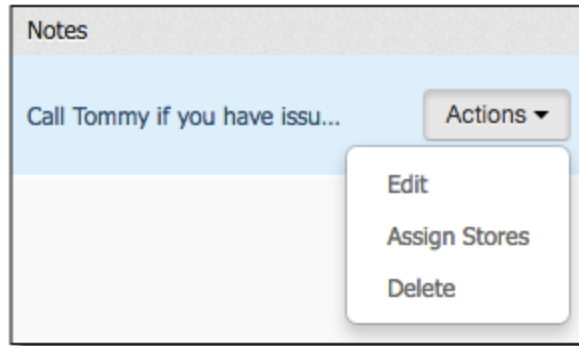 Notes
Call Tommy if you have issu...
Actions
Edit
Assign Stores
Delete